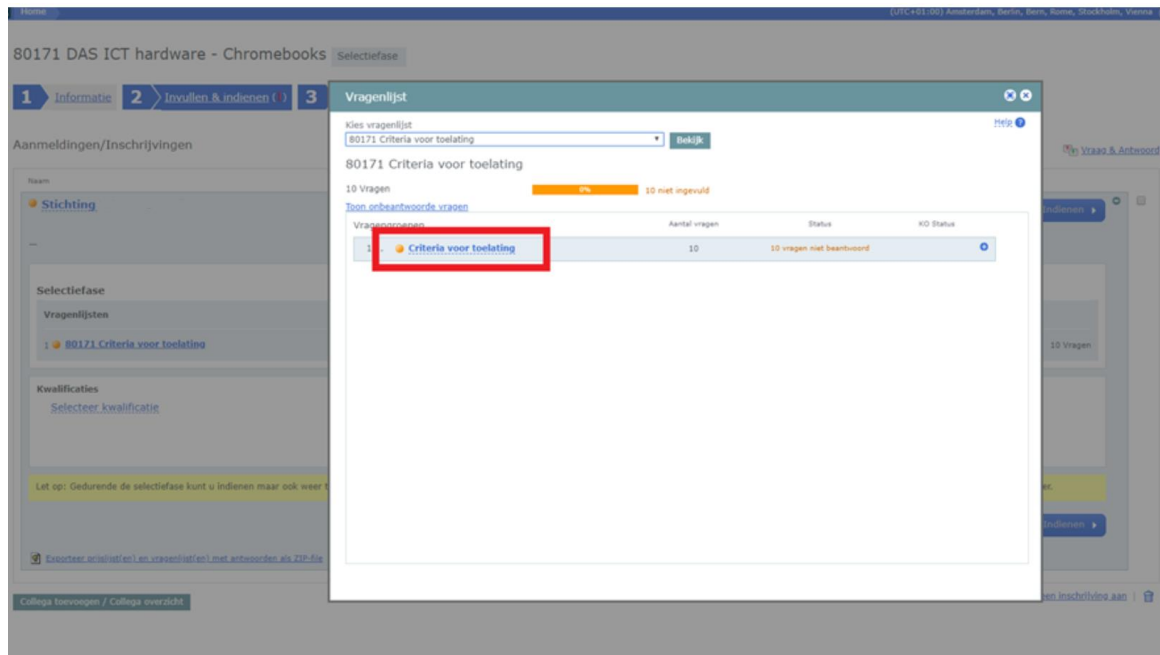 Home
(UTC+01:00) Amsterdam, Berlin, Bern, Rome, Stockholm, Vienna
80171 DAS ICT hardware - Chromebooks Selectiefase
1 Informatie 2 Invullen & indienen 3
Aanmeldingen/Inschrijvingen
Vraag & Antwoord
Naam
Stichting
Indienen
Selectiefase
Vragenlijsten
1 80171 Criteria voor toelating
10 Vragen
Kwalificaties
Selecteer kwalificatie
Let op: Gedurende de selectiefase kunt u indienen maar ook weer
Indienen
Exporteer prijslijst(en) en vragenlijst(en) met antwoorden als ZIP-file
Collega toevoegen / Collega overzicht
inschrijving aan
Vragenlijst
Help
Kies vragenlijst
80171 Criteria voor toelating Bekijk
80171 Criteria voor toelating
10 Vragen 0% 10 niet ingevuld
Toon onbeantwoorde vragen
Vragengroepen Aantal vragen Status KO Status
1. Criteria voor toelating 10 10 vragen niet beantwoord